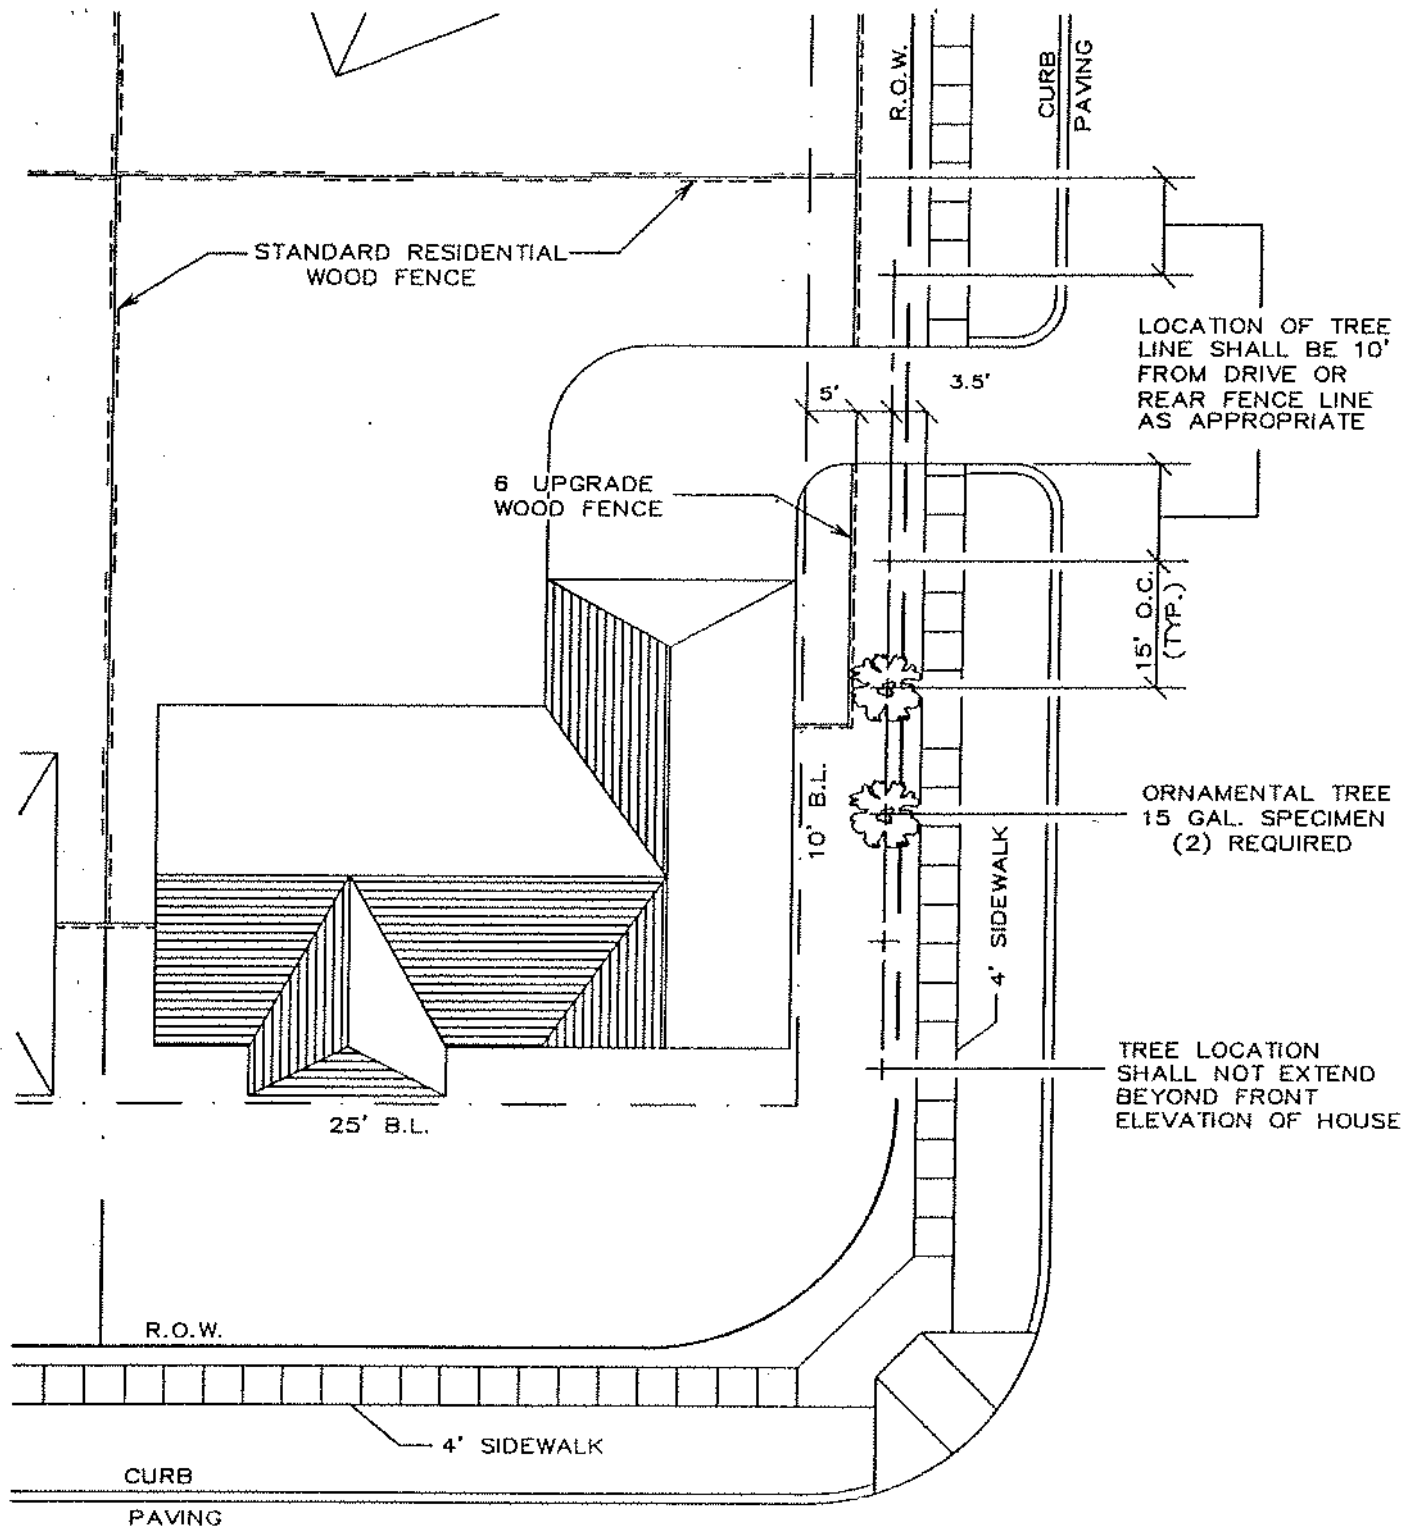 R.O.W.
CURB
PAVING
STANDARD RESIDENTIAL
WOOD FENCE
LOCATION OF TREE
LINE SHALL BE 10'
FROM DRIVE OR
REAR FENCE LINE
AS APPROPRIATE
5'
3.5'
6 UPGRADE
WOOD FENCE
15' O.C.
(TYP.)
10' B.L.
ORNAMENTAL TREE
15 GAL. SPECIMEN
(2) REQUIRED
4' SIDEWALK
TREE LOCATION
SHALL NOT EXTEND
BEYOND FRONT
ELEVATION OF HOUSE
25' B.L.
R.O.W.
4' SIDEWALK
CURB
PAVING